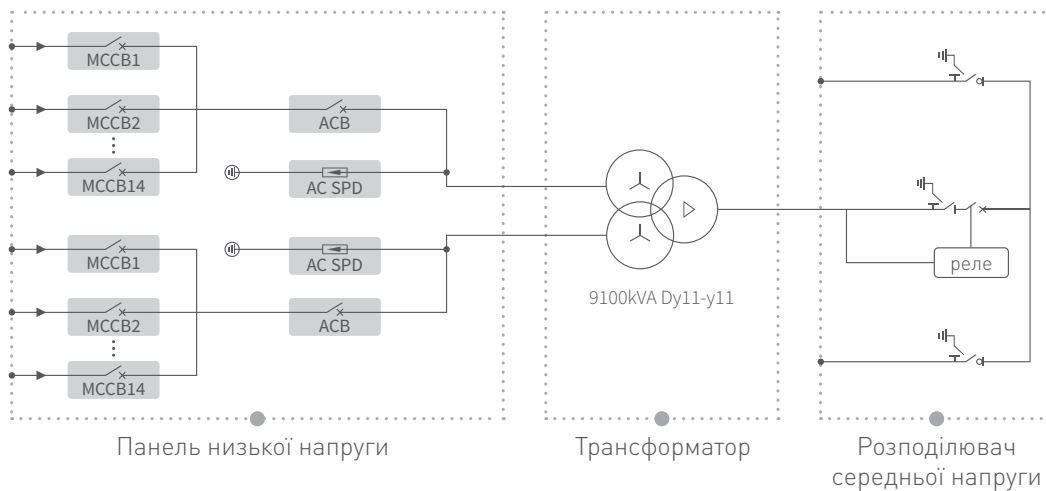 MCCB1
MCCB2
ACB
MCCB14
AC SPD
MCCB1
AC SPD
MCCB2
ACB
MCCB14
9100kVA Dy11-y11
реле
Панель низької напруги
Трансформатор
Розподілювач
середньої напруги